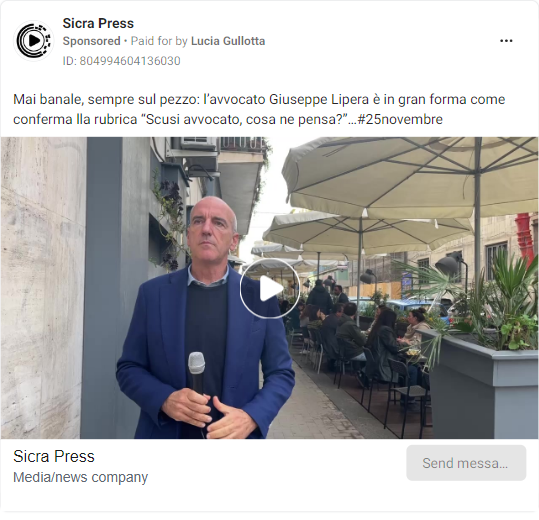 Sicra Press
Sponsored • Paid for by Lucia Gullotta
ID: 804994604136030
Mai banale, sempre sul pezzo: l’avvocato Giuseppe Lipera è in gran forma come
conferma lla rubrica “Scusi avvocato, cosa ne pensa?”...#25novembre
Sicra Press
Media/news company
Send messa...